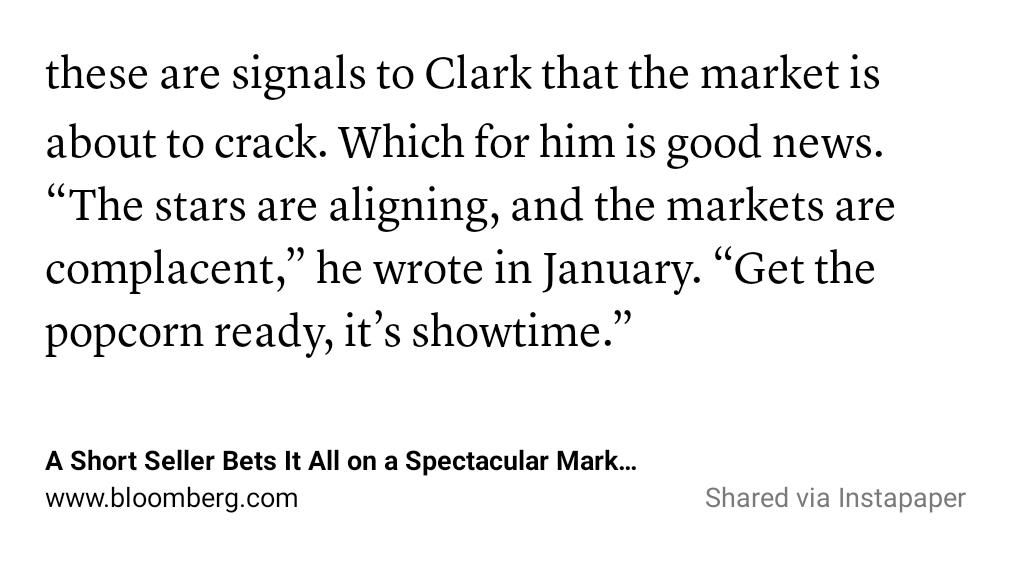 these are signals to Clark that the market is
about to crack. Which for him is good news.
“The stars are aligning, and the markets are
complacent,” he wrote in January. “Get the
popcorn ready, it’s showtime.”
A Short Seller Bets It All on a Spectacular Mark…
www.bloomberg.com
Shared via Instapaper